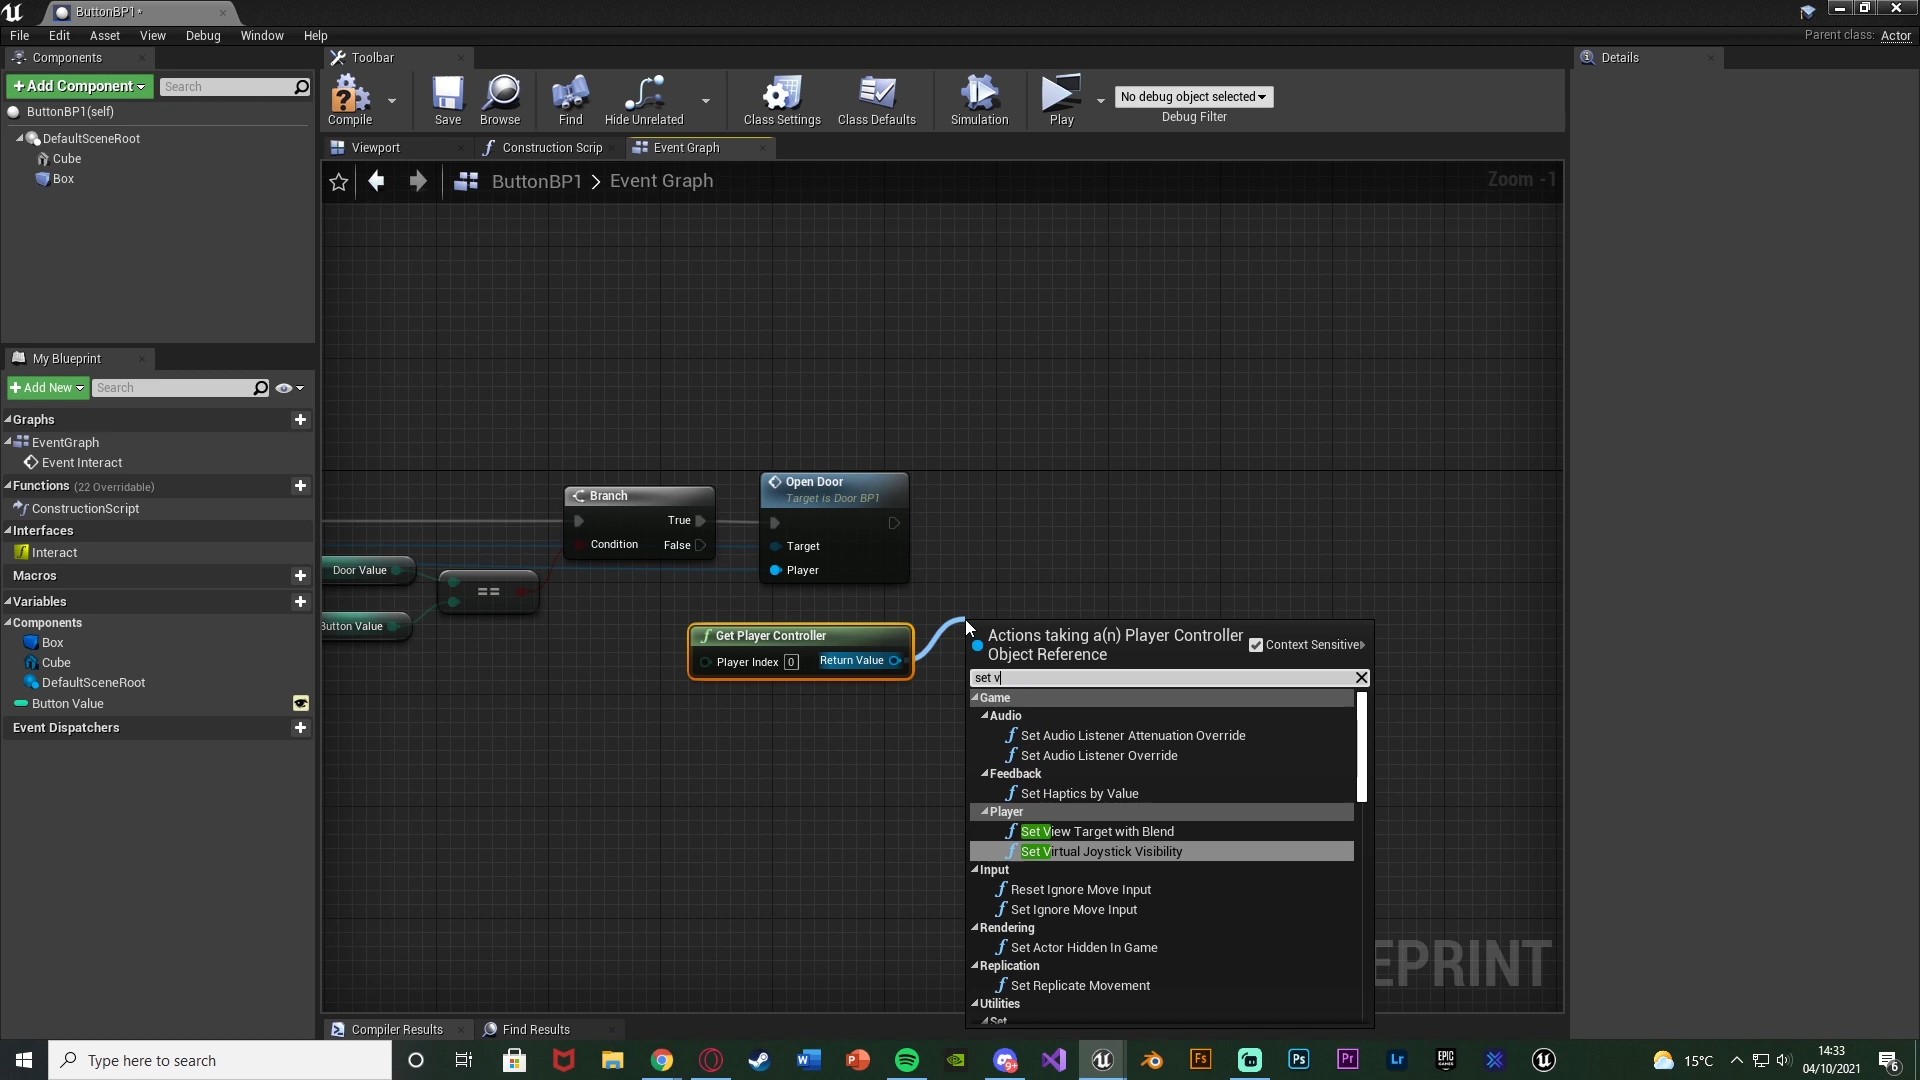 ButtonBP1*
File Edit Asset View Debug Window Help
Parent class: Actor
Components
Toolbar
Details
+Add Component
Search
ButtonBP1(self)
DefaultSceneRoot
Cube
Box
Compile
Save
Browse
Find
Hide Unrelated
Class Settings
Class Defaults
Simulation
Play
No debug object selected
Debug Filter
Viewport
Construction Scrip
Event Graph
ButtonBP1 > Event Graph
Zoom -1
My Blueprint
+Add New
Search
Graphs
EventGraph
Event Interact
Functions (22 Overridable)
ConstructionScript
Interfaces
Interact
Macros
Variables
Components
Box
Cube
DefaultSceneRoot
Button Value
Event Dispatchers
Branch
True
Condition
False
Open Door
Target is Door BP1
Target
Player
Door Value
==
Button Value
Get Player Controller
Player Index 0
Return Value
Actions taking a(n) Player Controller
Object Reference
Context Sensitive
set v
Game
Audio
Set Audio Listener Attenuation Override
Set Audio Listener Override
Feedback
Set Haptics by Value
Player
Set View Target with Blend
Set Virtual Joystick Visibility
Input
Reset Ignore Move Input
Set Ignore Move Input
Rendering
Set Actor Hidden In Game
Replication
Set Replicate Movement
Utilities
Set
EPRINT
Compiler Results
Find Results
Type here to search
15°C
14:33
04/10/2021